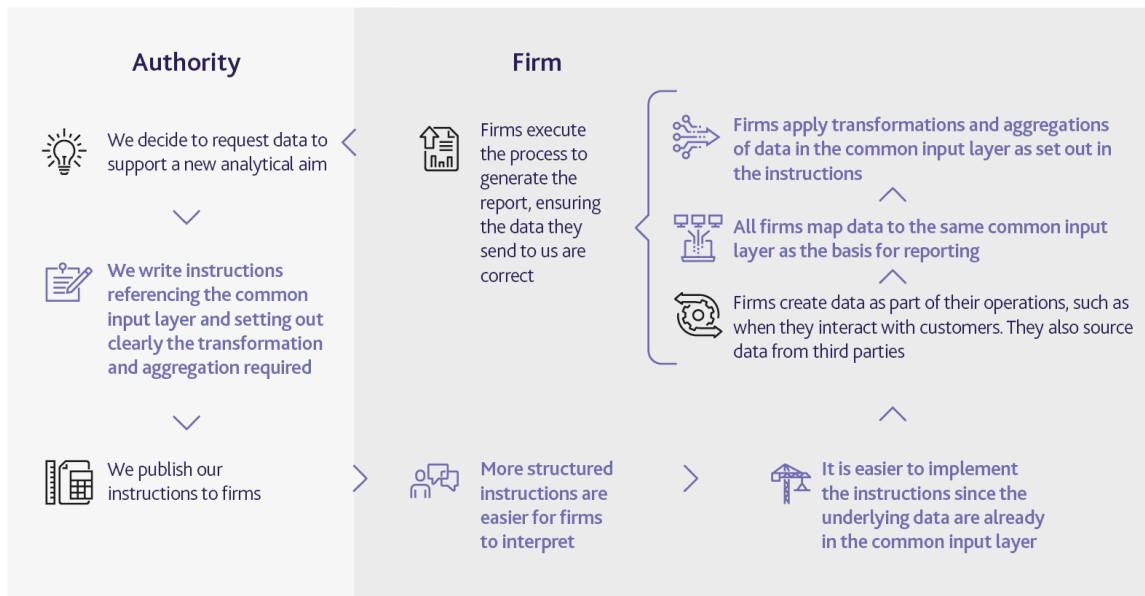 Authority
We decide to request data to
support a new analytical aim
We write instructions
referencing the common
input layer and setting out
clearly the transformation
and aggregation required
We publish our
instructions to firms
Firm
Firms execute
the process to
generate the
report, ensuring
the data they
send to us are
correct
Firms apply transformations and aggregations
of data in the common input layer as set out in
the instructions
All firms map data to the same common input
layer as the basis for reporting
Firms create data as part of their operations, such as
when they interact with customers. They also source
data from third parties
More structured
instructions are
easier for firms
to interpret
It is easier to implement
the instructions since the
underlying data are already
in the common input layer